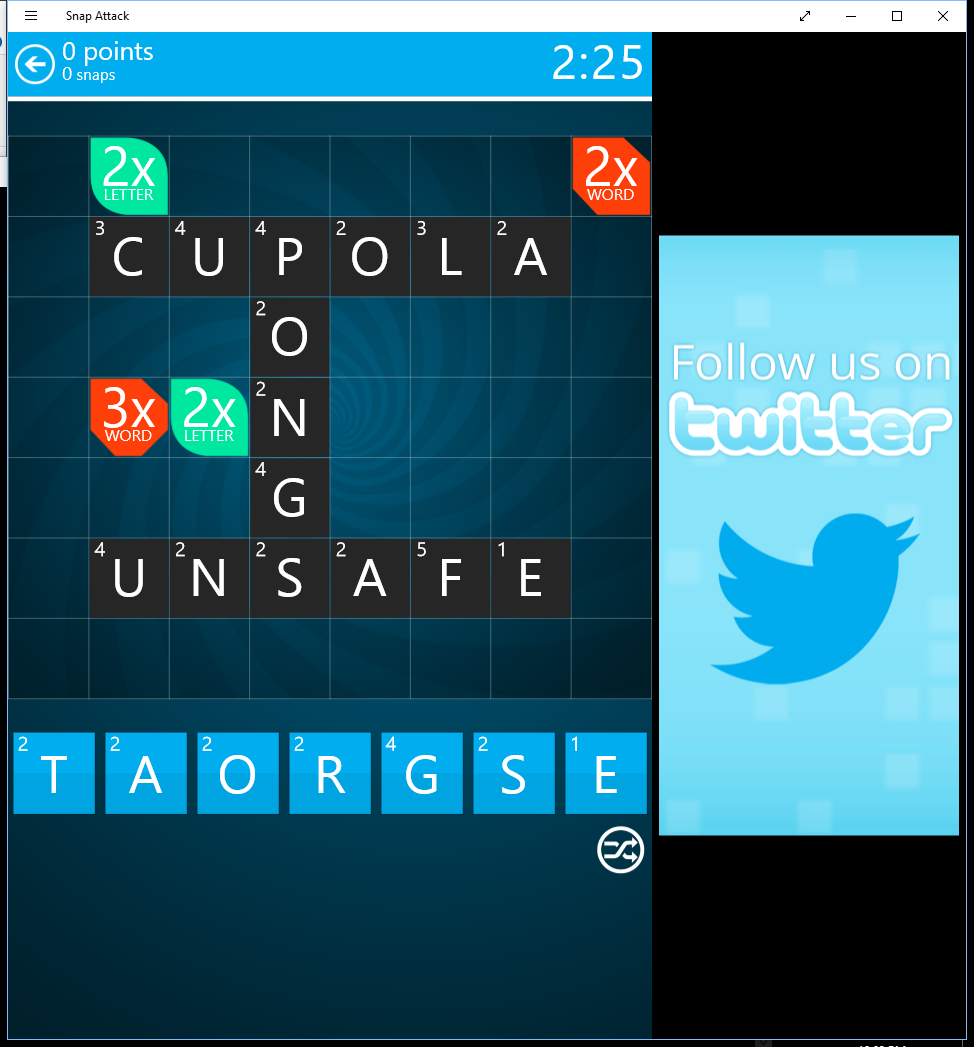 Snap Attack
0 points
0 snaps
2:25
2x
LETTER
2x
WORD
3 C 4 U 4 P 2 O 3 L 2 A
2 O
3x
WORD
2x
LETTER
2 N
4 G
4 U 2 N 2 S 2 A 5 F 1 E
2 T 2 A 2 O 2 R 4 G 2 S 1 E
Follow us on
twitter